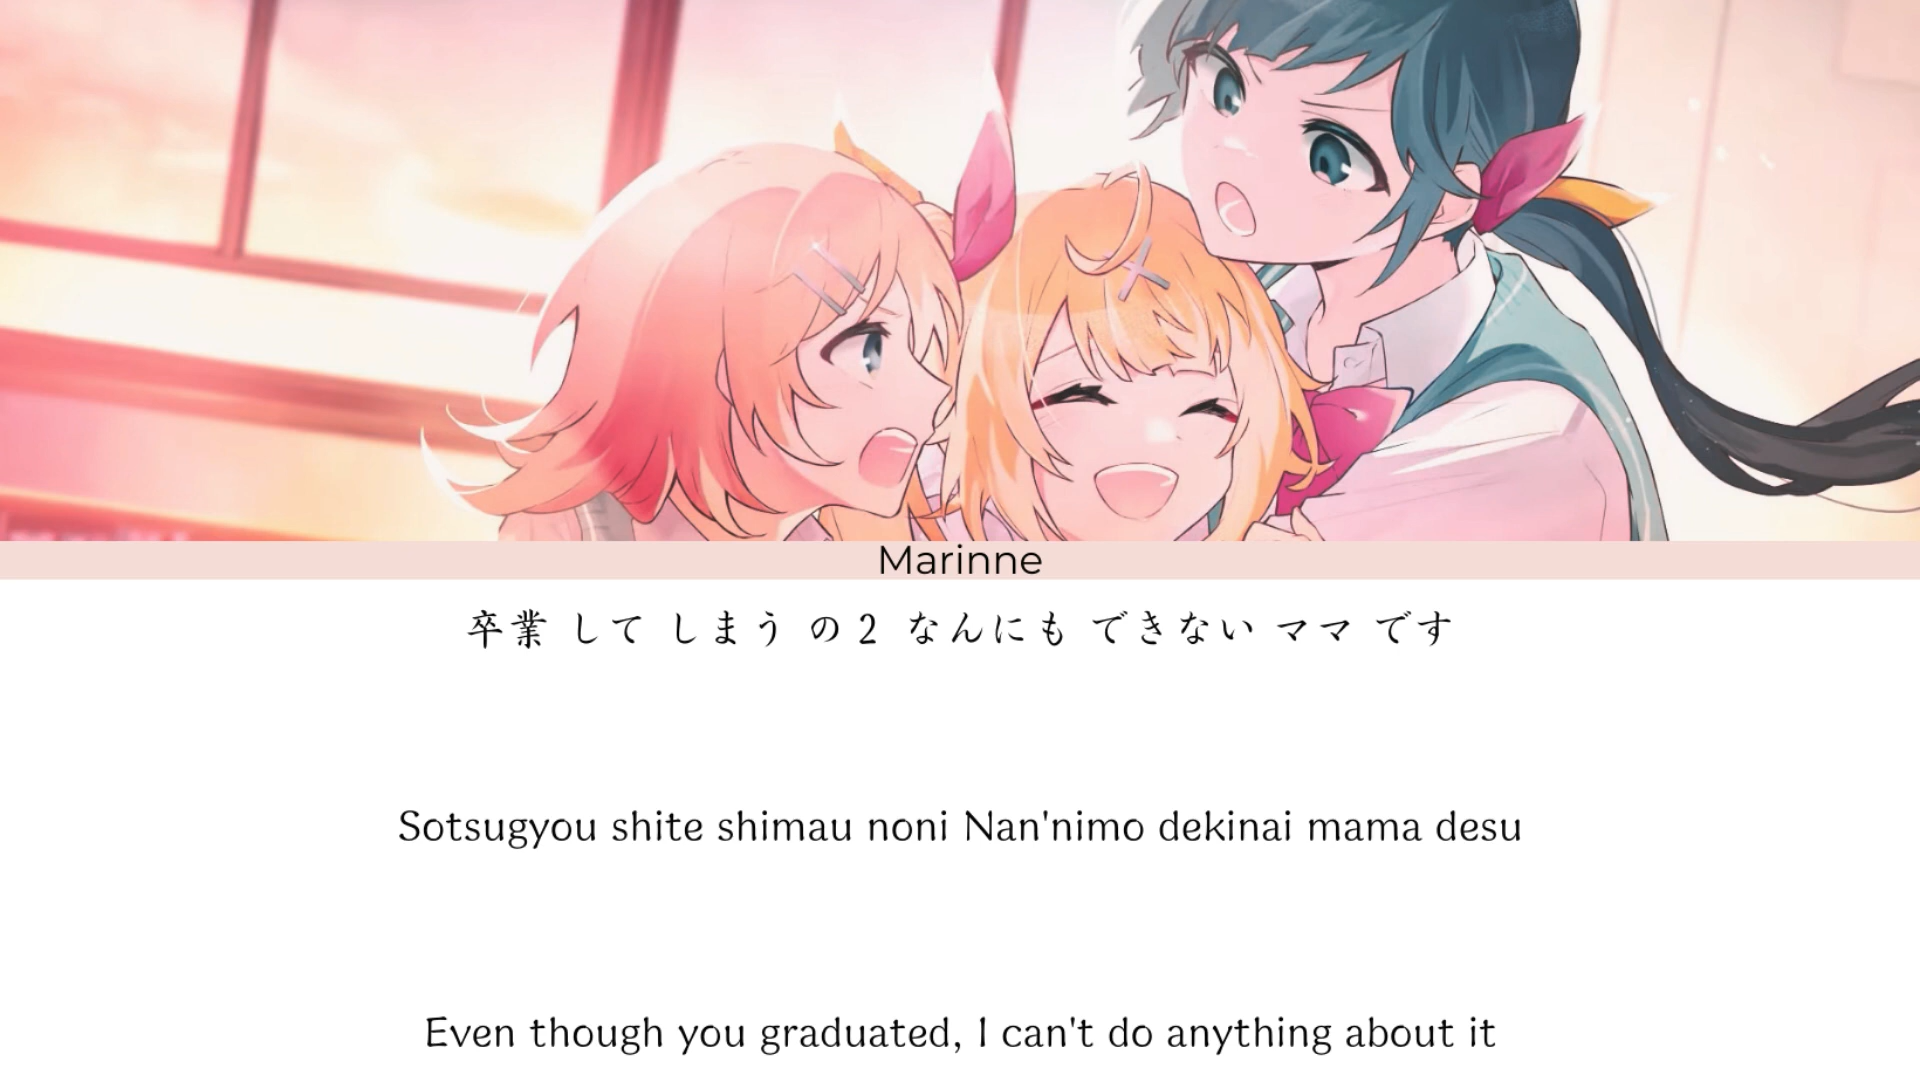 Marinne
卒業 して しまう の2 なんにも できない ママ です
Sotsugyou shite shimau noni Nan'nimo dekinai mama desu
Even though you graduated, I can't do anything about it